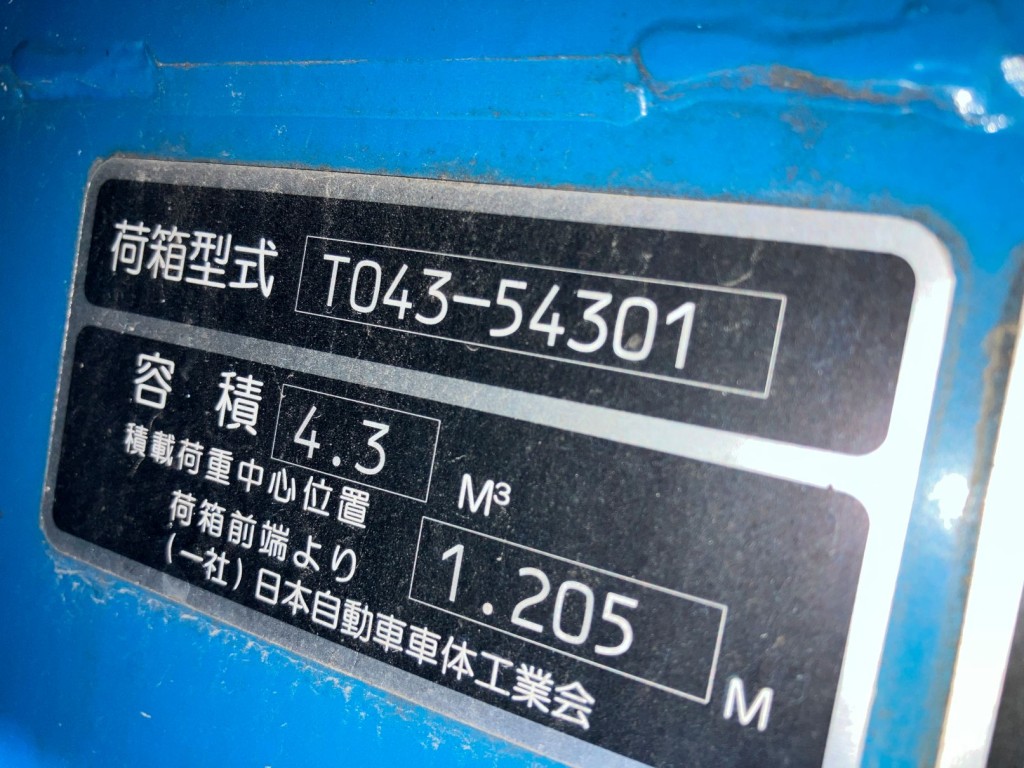 荷箱型式 T043-54301
容積 4.3 M³
積載荷重中心位置
荷箱前端より 1.205 M
(一社)日本自動車車体工業会